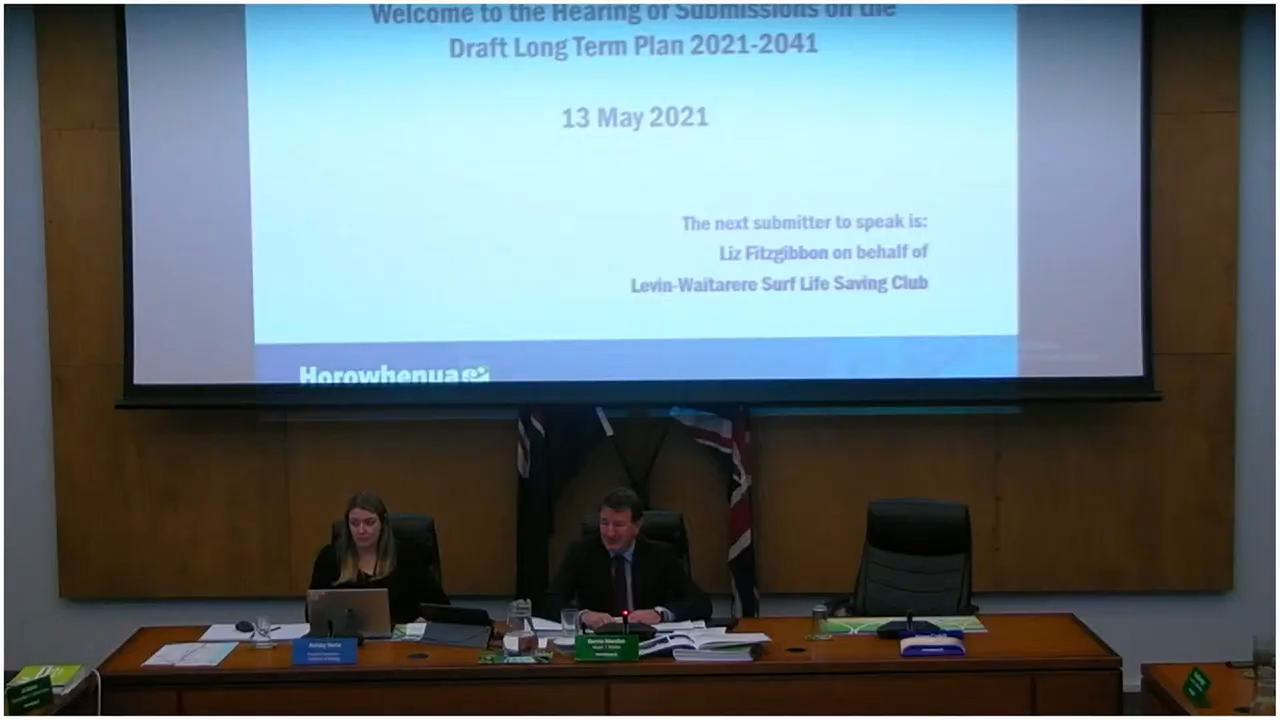 Welcome to the Hearing of Submissions on the
Draft Long Term Plan 2021-2041
13 May 2021
The next submitter to speak is:
Liz Fitzgibbon on behalf of
Levin-Waitarere Surf Life Saving Club
Horowhenua